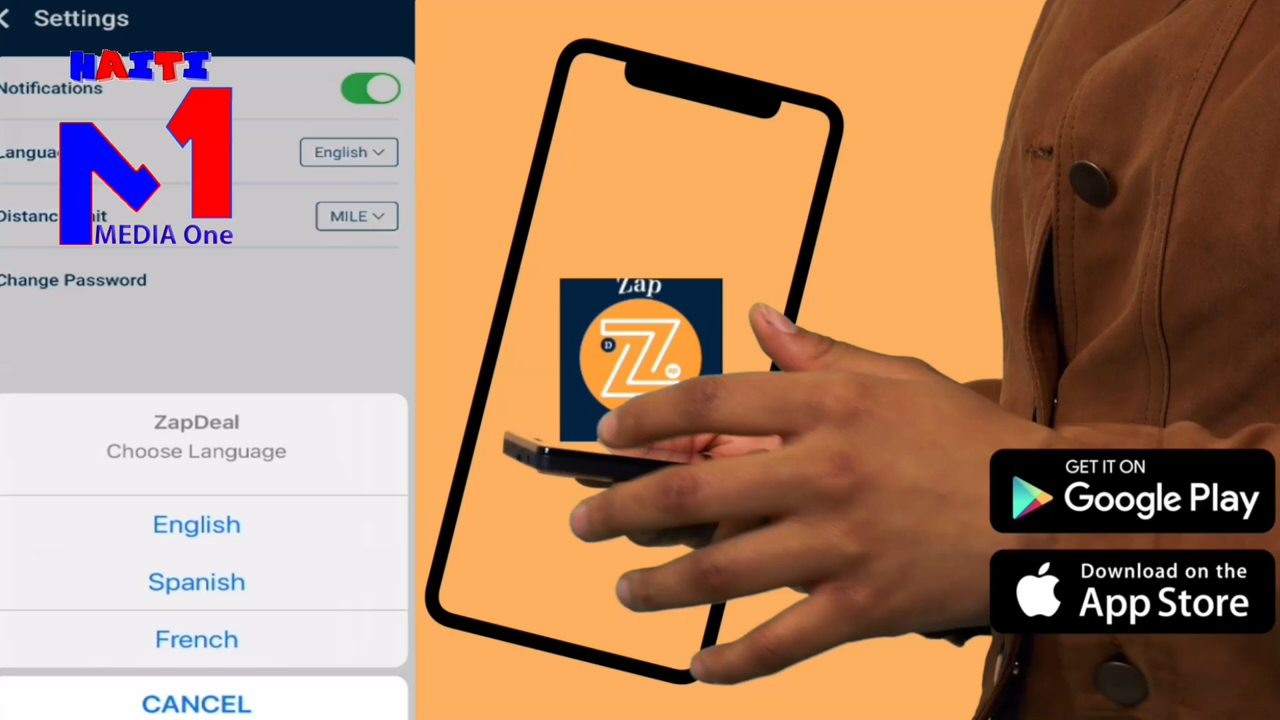 Settings
HAITI
Notifications
M1
MEDIA One
English
MILE
Change Password
ZapDeal
Choose Language
English
Spanish
French
CANCEL
Zap
Z
D
GET IT ON
Google Play
Download on the
App Store